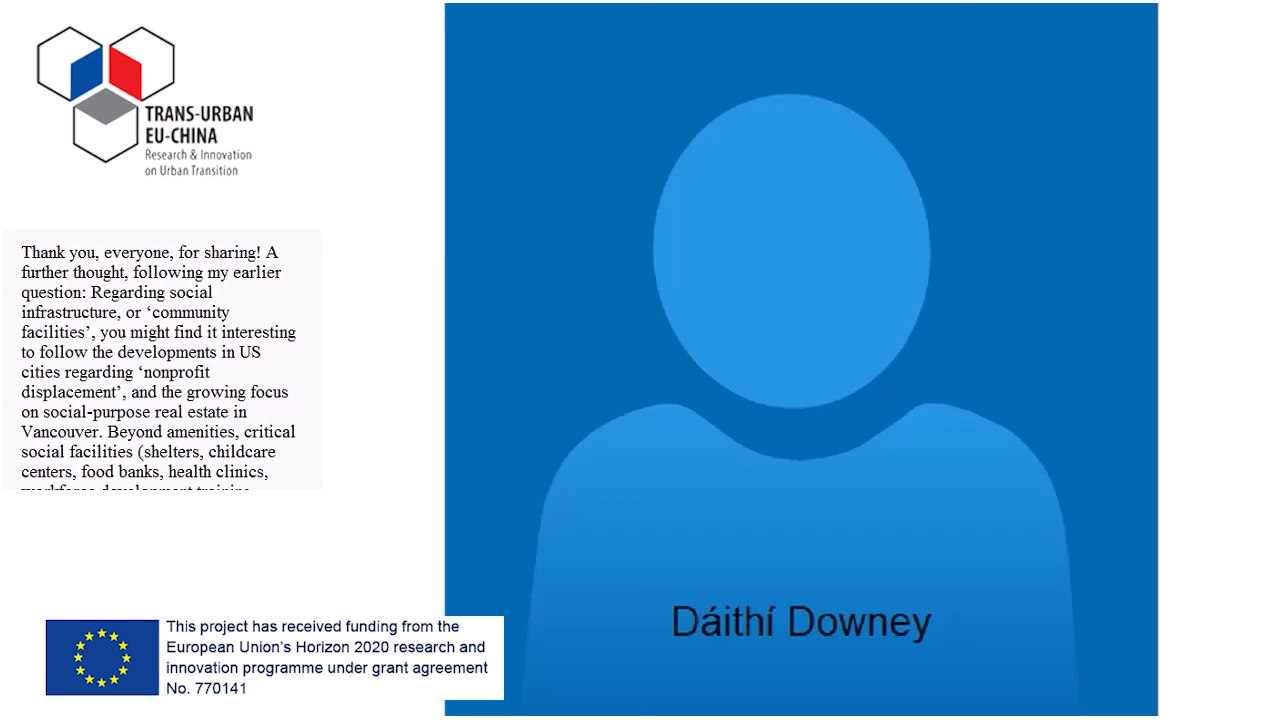 TRANS-URBAN
EU-CHINA
Research & Innovation
on Urban Transition
Thank you, everyone, for sharing! A
further thought, following my earlier
question: Regarding social
infrastructure, or ‘community
facilities’, you might find it interesting
to follow the developments in US
cities regarding ‘nonprofit
displacement’, and the growing focus
on social-purpose real estate in
Vancouver. Beyond amenities, critical
social facilities (shelters, childcare
centers, food banks, health clinics,
Dáithí Downey
This project has received funding from the
European Union’s Horizon 2020 research and
innovation programme under grant agreement
No. 770141